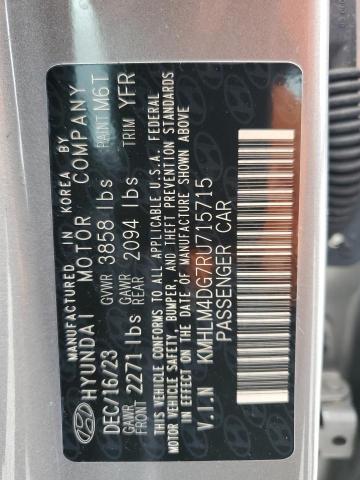 MANUFACTURED IN KOREA BY
HYUNDAI MOTOR COMPANY
DEC/16/23 GVWR 3858 lbs PAINT M6T
GAWR FRONT 2271 lbs GAWR REAR 2094 lbs TRIM YFR
THIS VEHICLE CONFORMS TO ALL APPLICABLE U.S.A. FEDERAL
MOTOR VEHICLE SAFETY, BUMPER, AND THEFT PREVENTION STANDARDS
IN EFFECT ON THE DATE OF MANUFACTURE SHOWN ABOVE
V.I.N KMHLM4DG7RU715715
PASSENGER CAR